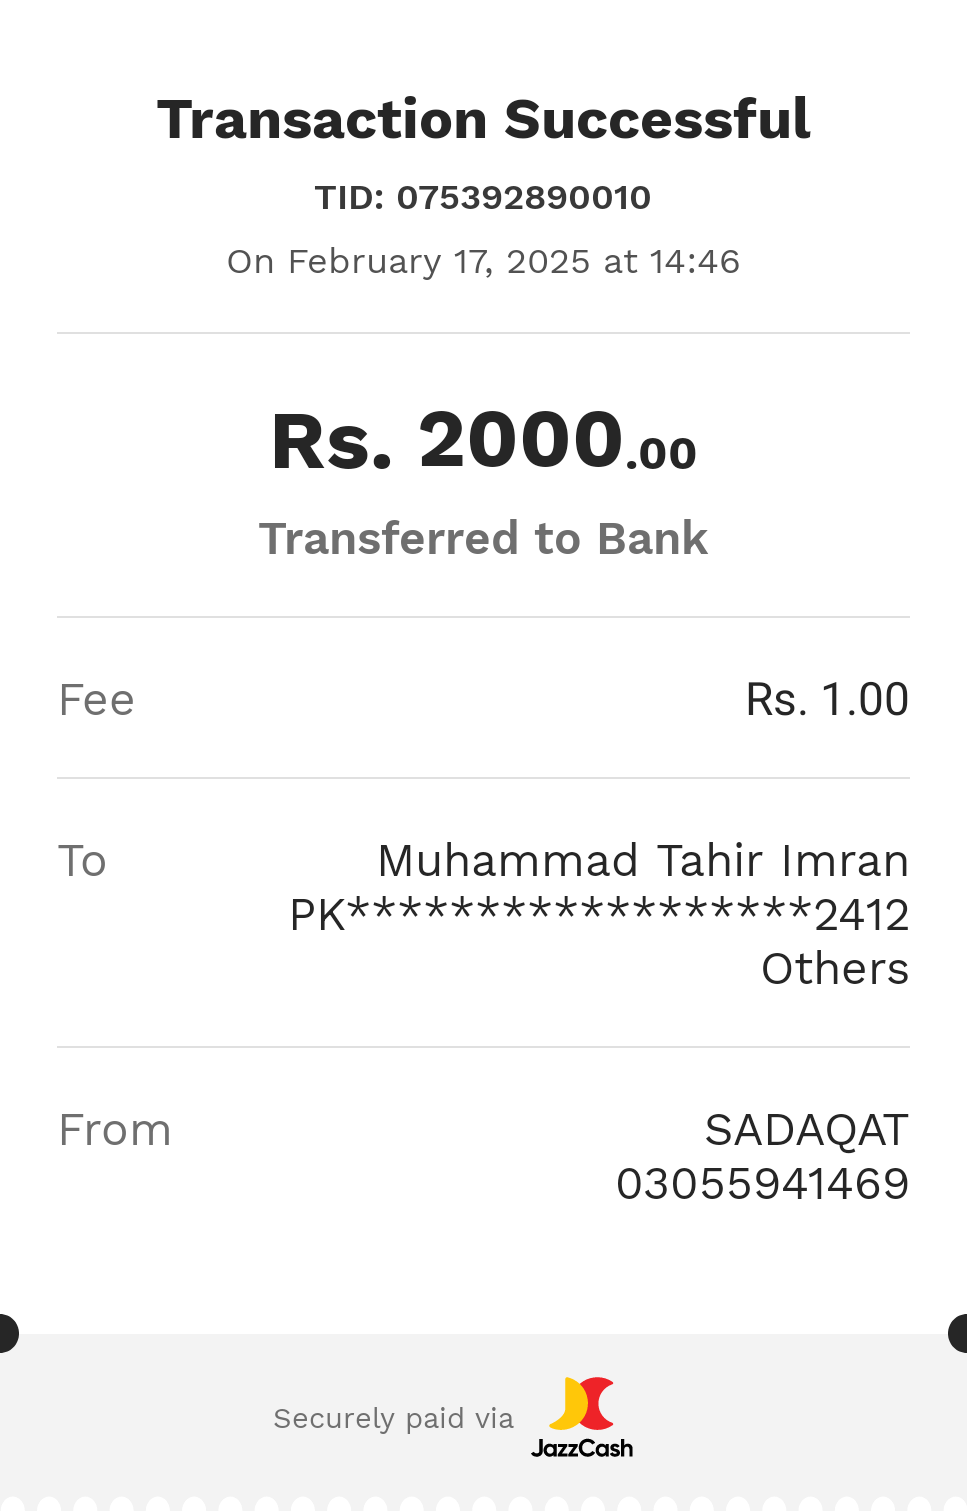 Transaction Successful
TID: 075392890010
On February 17, 2025 at 14:46
Rs. 2000.00
Transferred to Bank
Fee Rs. 1.00
To Muhammad Tahir Imran
PK******************2412
Others
From SADAQAT
03055941469
Securely paid via JazzCash